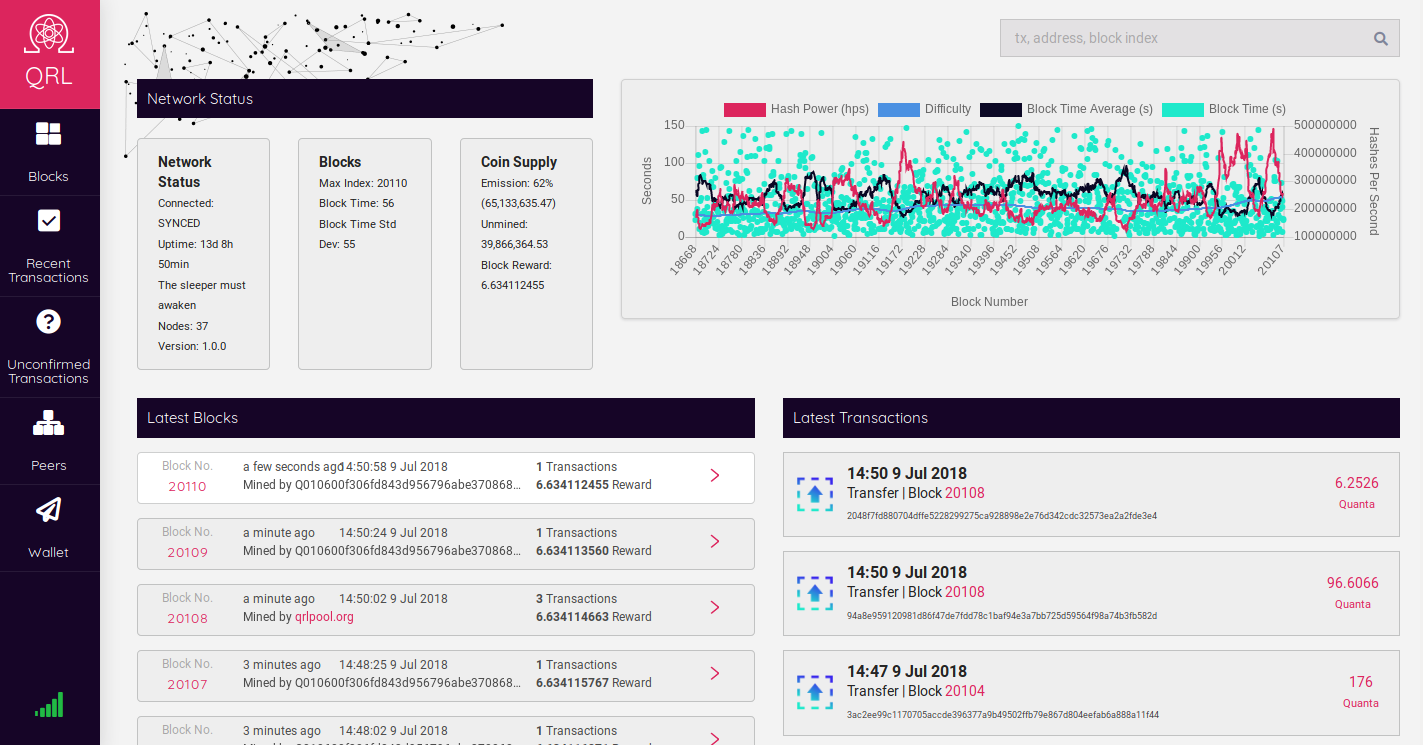 QRL
Blocks
Recent
Transactions
Unconfirmed
Transactions
Peers
Wallet
tx, address, block index
Network Status
Network
Status
Connected:
SYNCED
Uptime: 13d 8h
50min
The sleeper must
awaken
Nodes: 37
Version: 1.0.0
Blocks
Max Index: 20110
Block Time: 56
Block Time Std
Dev: 55
Coin Supply
Emission: 62%
(65,133,635.47)
Unmined:
39,866,364.53
Block Reward:
6.634112455
Hash Power (hps) Difficulty Block Time Average (s) Block Time (s)
Seconds
150
100
50
0
500000000
400000000
300000000
200000000
100000000
Hashes Per Second
18668 18724 18780 18836 18892 18948 19004 19060 19116 19172 19228 19284 19340 19396 19452 19508 19564 19620 19676 19732 19788 19844 19900 19956 20012 20107
Block Number
Latest Blocks
Block No.
20110
a few seconds ago 14:50:58 9 Jul 2018
Mined by Q010600f306fd843d956796abe370868...
1 Transactions
6.634112455 Reward
Block No.
20109
a minute ago 14:50:24 9 Jul 2018
Mined by Q010600f306fd843d956796abe370868...
1 Transactions
6.634113560 Reward
Block No.
20108
a minute ago 14:50:02 9 Jul 2018
Mined by qrlpool.org
3 Transactions
6.634114663 Reward
Block No.
20107
3 minutes ago 14:48:25 9 Jul 2018
Mined by Q010600f306fd843d956796abe370868...
1 Transactions
6.634115767 Reward
Block No.
3 minutes ago 14:48:02 9 Jul 2018
1 Transactions
Latest Transactions
14:50 9 Jul 2018
Transfer | Block 20108
2048f7fd880704dffe5228299275ca928898e2e76d342cdc32573ea2a2fde3e4
6.2526
Quanta
14:50 9 Jul 2018
Transfer | Block 20108
94a8e959120981d86f47de7fdd78c1baf94e3a7bb725d59564f98a74b3fb582d
96.6066
Quanta
14:47 9 Jul 2018
Transfer | Block 20104
3ac2ee99c1170705accde396377a9b49502ffb79e867d804eefab6a888a11f44
176
Quanta